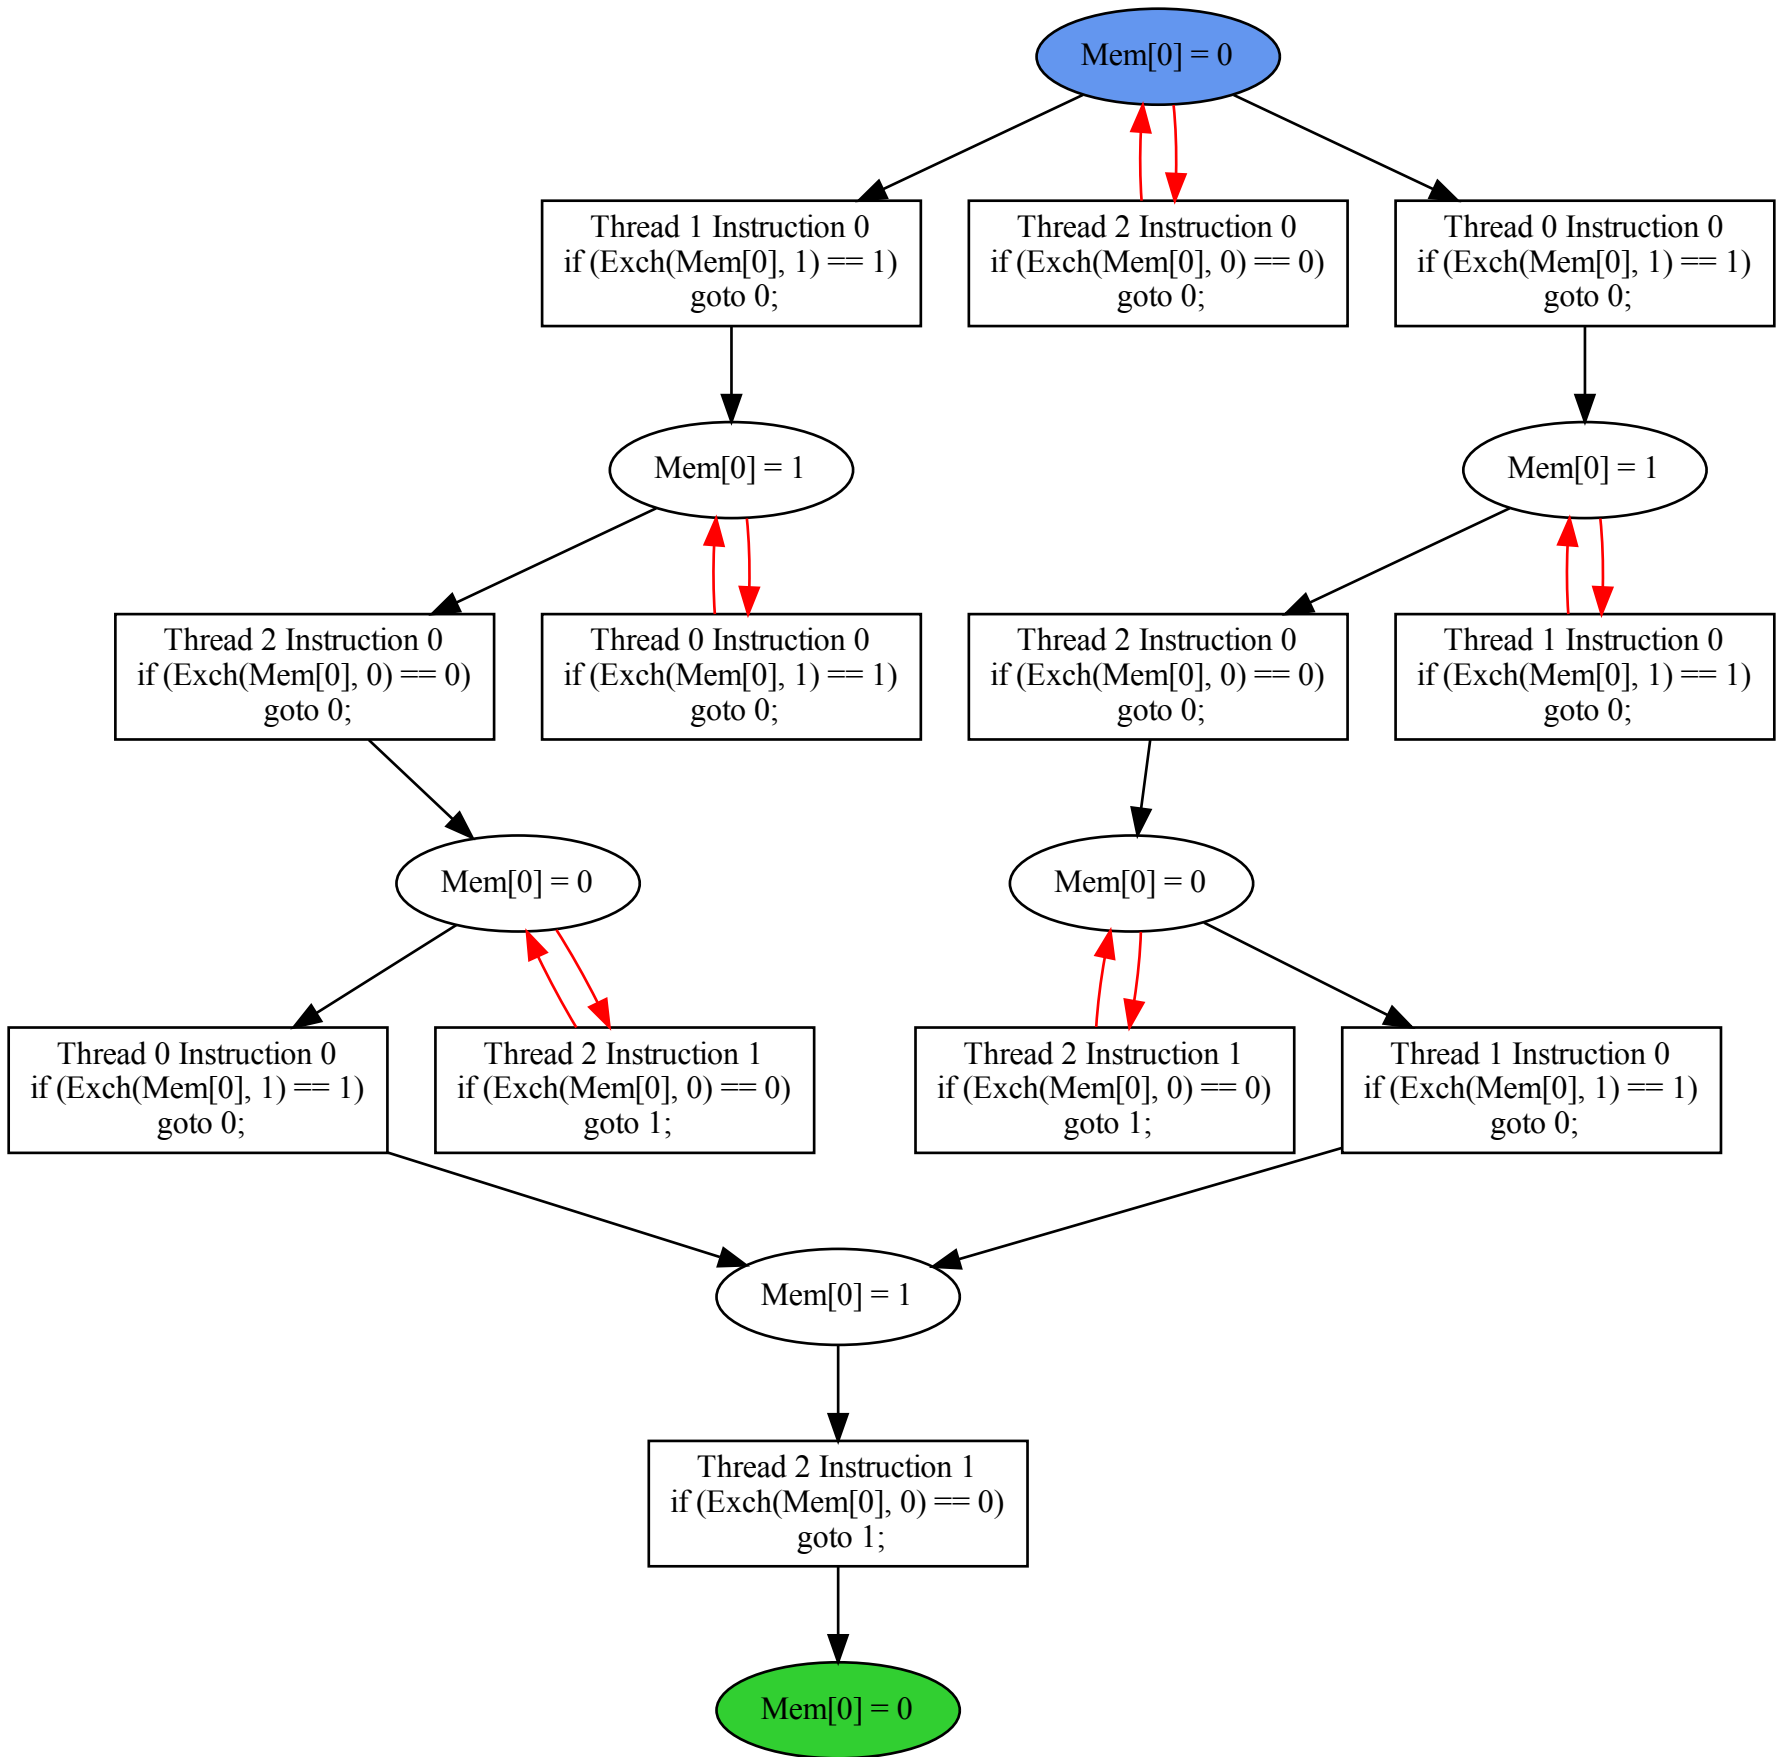 Mem[0] = 0
Thread 1 Instruction 0
if (Exch(Mem[0], 1) == 1)
goto 0;
Thread 2 Instruction 0
if (Exch(Mem[0], 0) == 0)
goto 0;
Thread 0 Instruction 0
if (Exch(Mem[0], 1) == 1)
goto 0;
Mem[0] = 1
Mem[0] = 1
Thread 2 Instruction 0
if (Exch(Mem[0], 0) == 0)
goto 0;
Thread 0 Instruction 0
if (Exch(Mem[0], 1) == 1)
goto 0;
Thread 2 Instruction 0
if (Exch(Mem[0], 0) == 0)
goto 0;
Thread 1 Instruction 0
if (Exch(Mem[0], 1) == 1)
goto 0;
Mem[0] = 0
Mem[0] = 0
Thread 0 Instruction 0
if (Exch(Mem[0], 1) == 1)
goto 0;
Thread 2 Instruction 1
if (Exch(Mem[0], 0) == 0)
goto 1;
Thread 2 Instruction 1
if (Exch(Mem[0], 0) == 0)
goto 1;
Thread 1 Instruction 0
if (Exch(Mem[0], 1) == 1)
goto 0;
Mem[0] = 1
Thread 2 Instruction 1
if (Exch(Mem[0], 0) == 0)
goto 1;
Mem[0] = 0